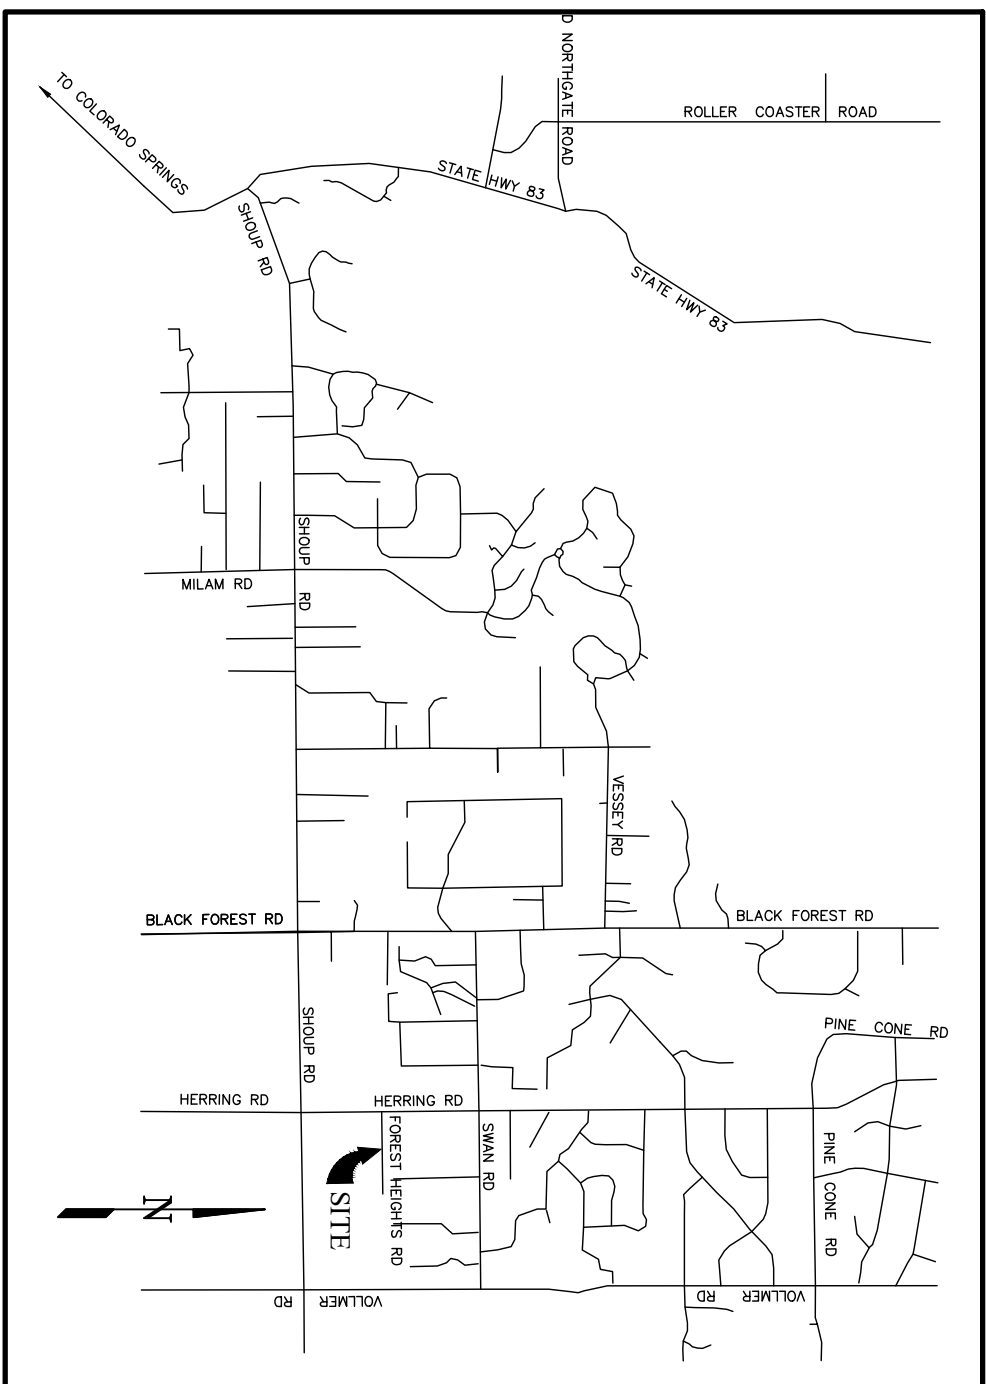 D NORTHGATE ROAD
ROLLER COASTER ROAD
TO COLORADO SPRINGS
STATE HWY 83
SHOUP RD
STATE HWY 83
SHOUP RD
MILAM RD
VESSEY RD
BLACK FOREST RD
BLACK FOREST RD
SHOUP RD
PINE CONE RD
HERRING RD
HERRING RD
FOREST HEIGHTS RD
SWAN RD
PINE CONE RD
SITE
N
VOLLMER RD
VOLLMER RD